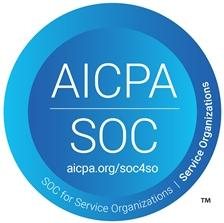 AICPA
SOC
aicpa.org/soc4so
SOC for Service Organizations | Service Organizations
TM